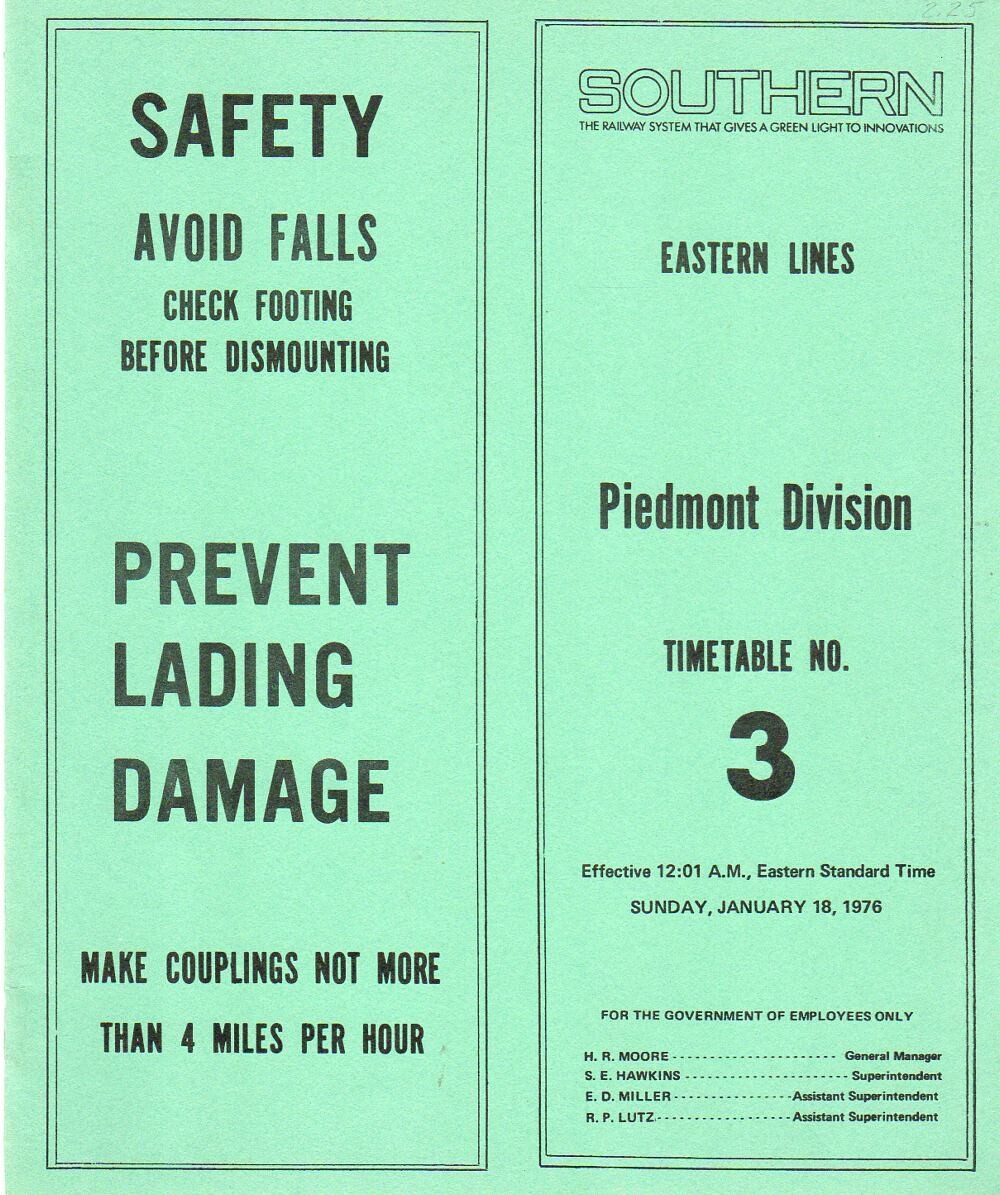 SAFETY
AVOID FALLS
CHECK FOOTING
BEFORE DISMOUNTING
PREVENT
LADING
DAMAGE
MAKE COUPLINGS NOT MORE
THAN 4 MILES PER HOUR
2.25
SOUTHERN
THE RAILWAY SYSTEM THAT GIVES A GREEN LIGHT TO INNOVATIONS
EASTERN LINES
Piedmont Division
TIMETABLE NO.
3
Effective 12:01 A.M., Eastern Standard Time
SUNDAY, JANUARY 18, 1976
FOR THE GOVERNMENT OF EMPLOYEES ONLY
H. R. MOORE - - - - - - - - - - - - - - - - - - - - - - General Manager
S. E. HAWKINS - - - - - - - - - - - - - - - - - - - - - - Superintendent
E. D. MILLER - - - - - - - - - - - - - - - - Assistant Superintendent
R. P. LUTZ - - - - - - - - - - - - - - - - - - Assistant Superintendent